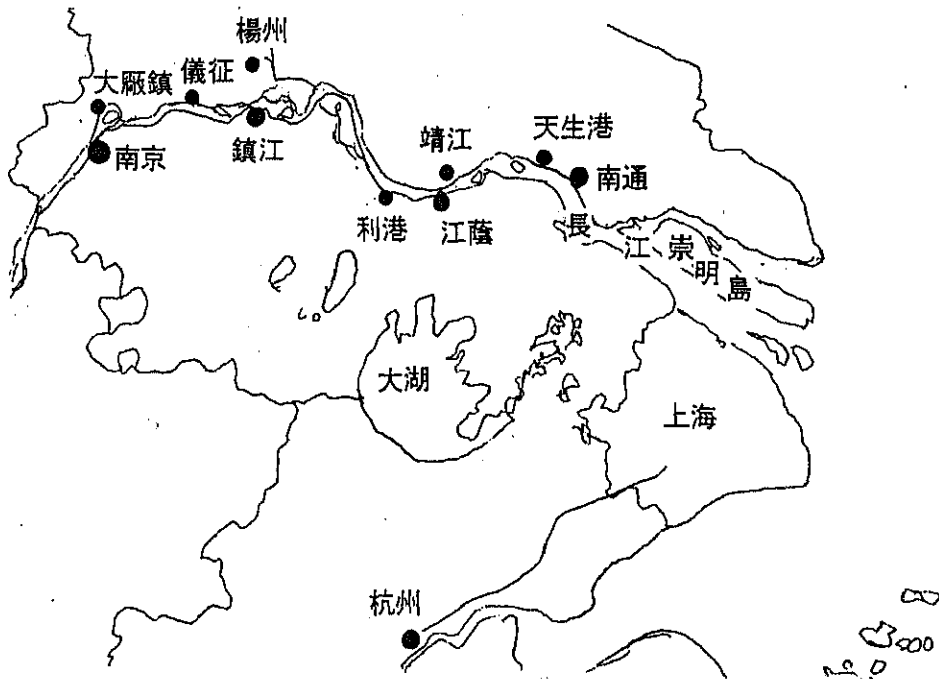 楊州
儀征
大厰鎮
鎮江
南京
靖江
天生港
南通
利港
江蔭
長江
崇明島
大湖
上海
杭州